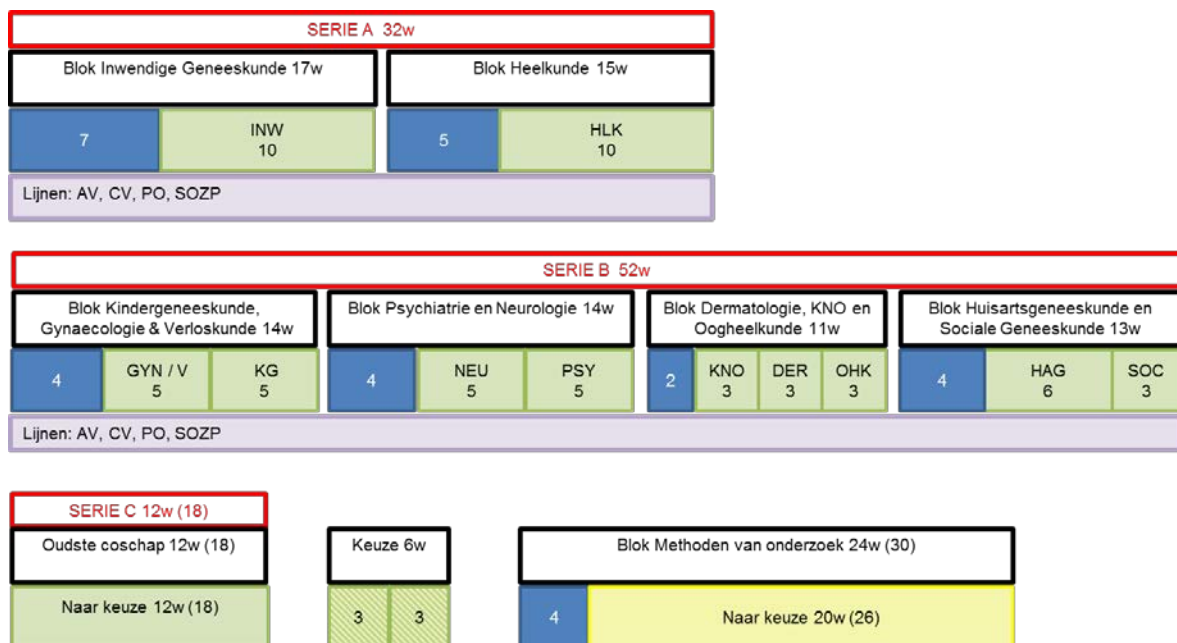 SERIE A 32w
Blok Inwendige Geneeskunde 17w
Blok Heelkunde 15w
7
INW
10
5
HLK
10
Lijnen: AV, CV, PO, SOZP
SERIE B 52w
Blok Kindergeneeskunde,
Gynaecologie & Verloskunde 14w
Blok Psychiatrie en Neurologie 14w
Blok Dermatologie, KNO en
Oogheelkunde 11w
Blok Huisartsgeneeskunde en
Sociale Geneeskunde 13w
4
GYN / V
5
KG
5
4
NEU
5
PSY
5
2
KNO
3
DER
3
OHK
3
4
HAG
6
SOC
3
Lijnen: AV, CV, PO, SOZP
SERIE C 12w (18)
Oudste coschap 12w (18)
Keuze 6w
Blok Methoden van onderzoek 24w (30)
Naar keuze 12w (18)
3
3
4
Naar keuze 20w (26)